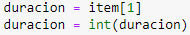 duracion = item[1]
duracion = int(duracion)